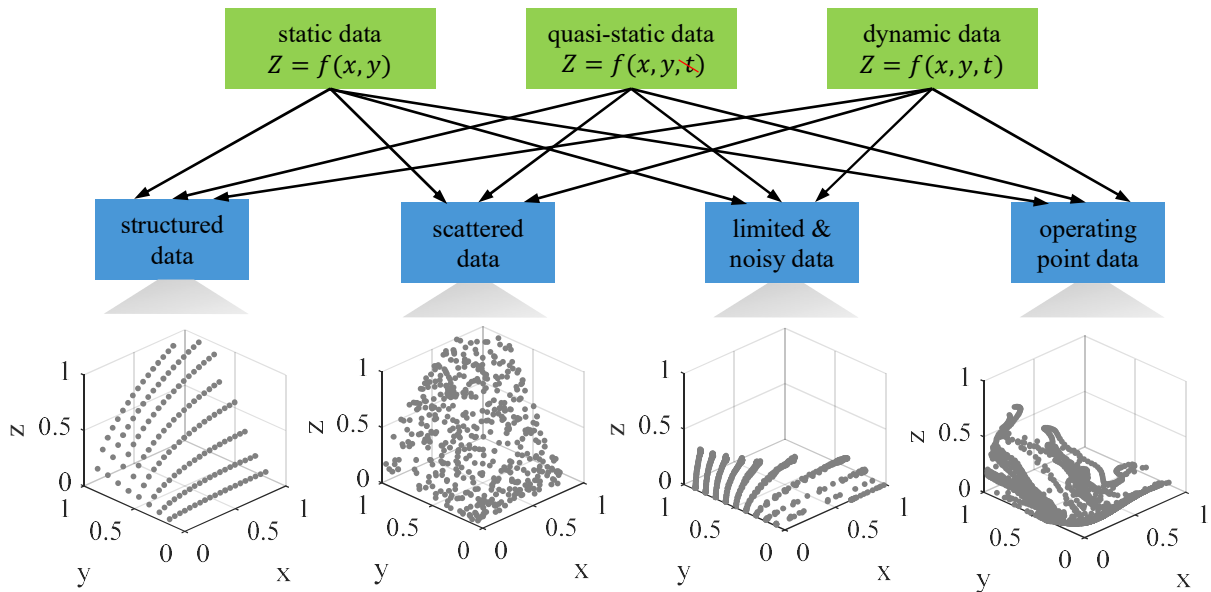 static data
Z = f(x, y)
quasi-static data
Z = f(x, y, t)
dynamic data
Z = f(x, y, t)
structured
data
scattered
data
limited &
noisy data
operating
point data
1
0.5
0
z
1
0.5
0
y
0
0.5
1
x
1
0.5
0
z
1
0.5
0
y
0
0.5
1
x
1
0.5
0
z
1
0.5
0
y
0
0.5
1
x
1
0.5
0
z
1
0.5
0
y
0
0.5
1
x